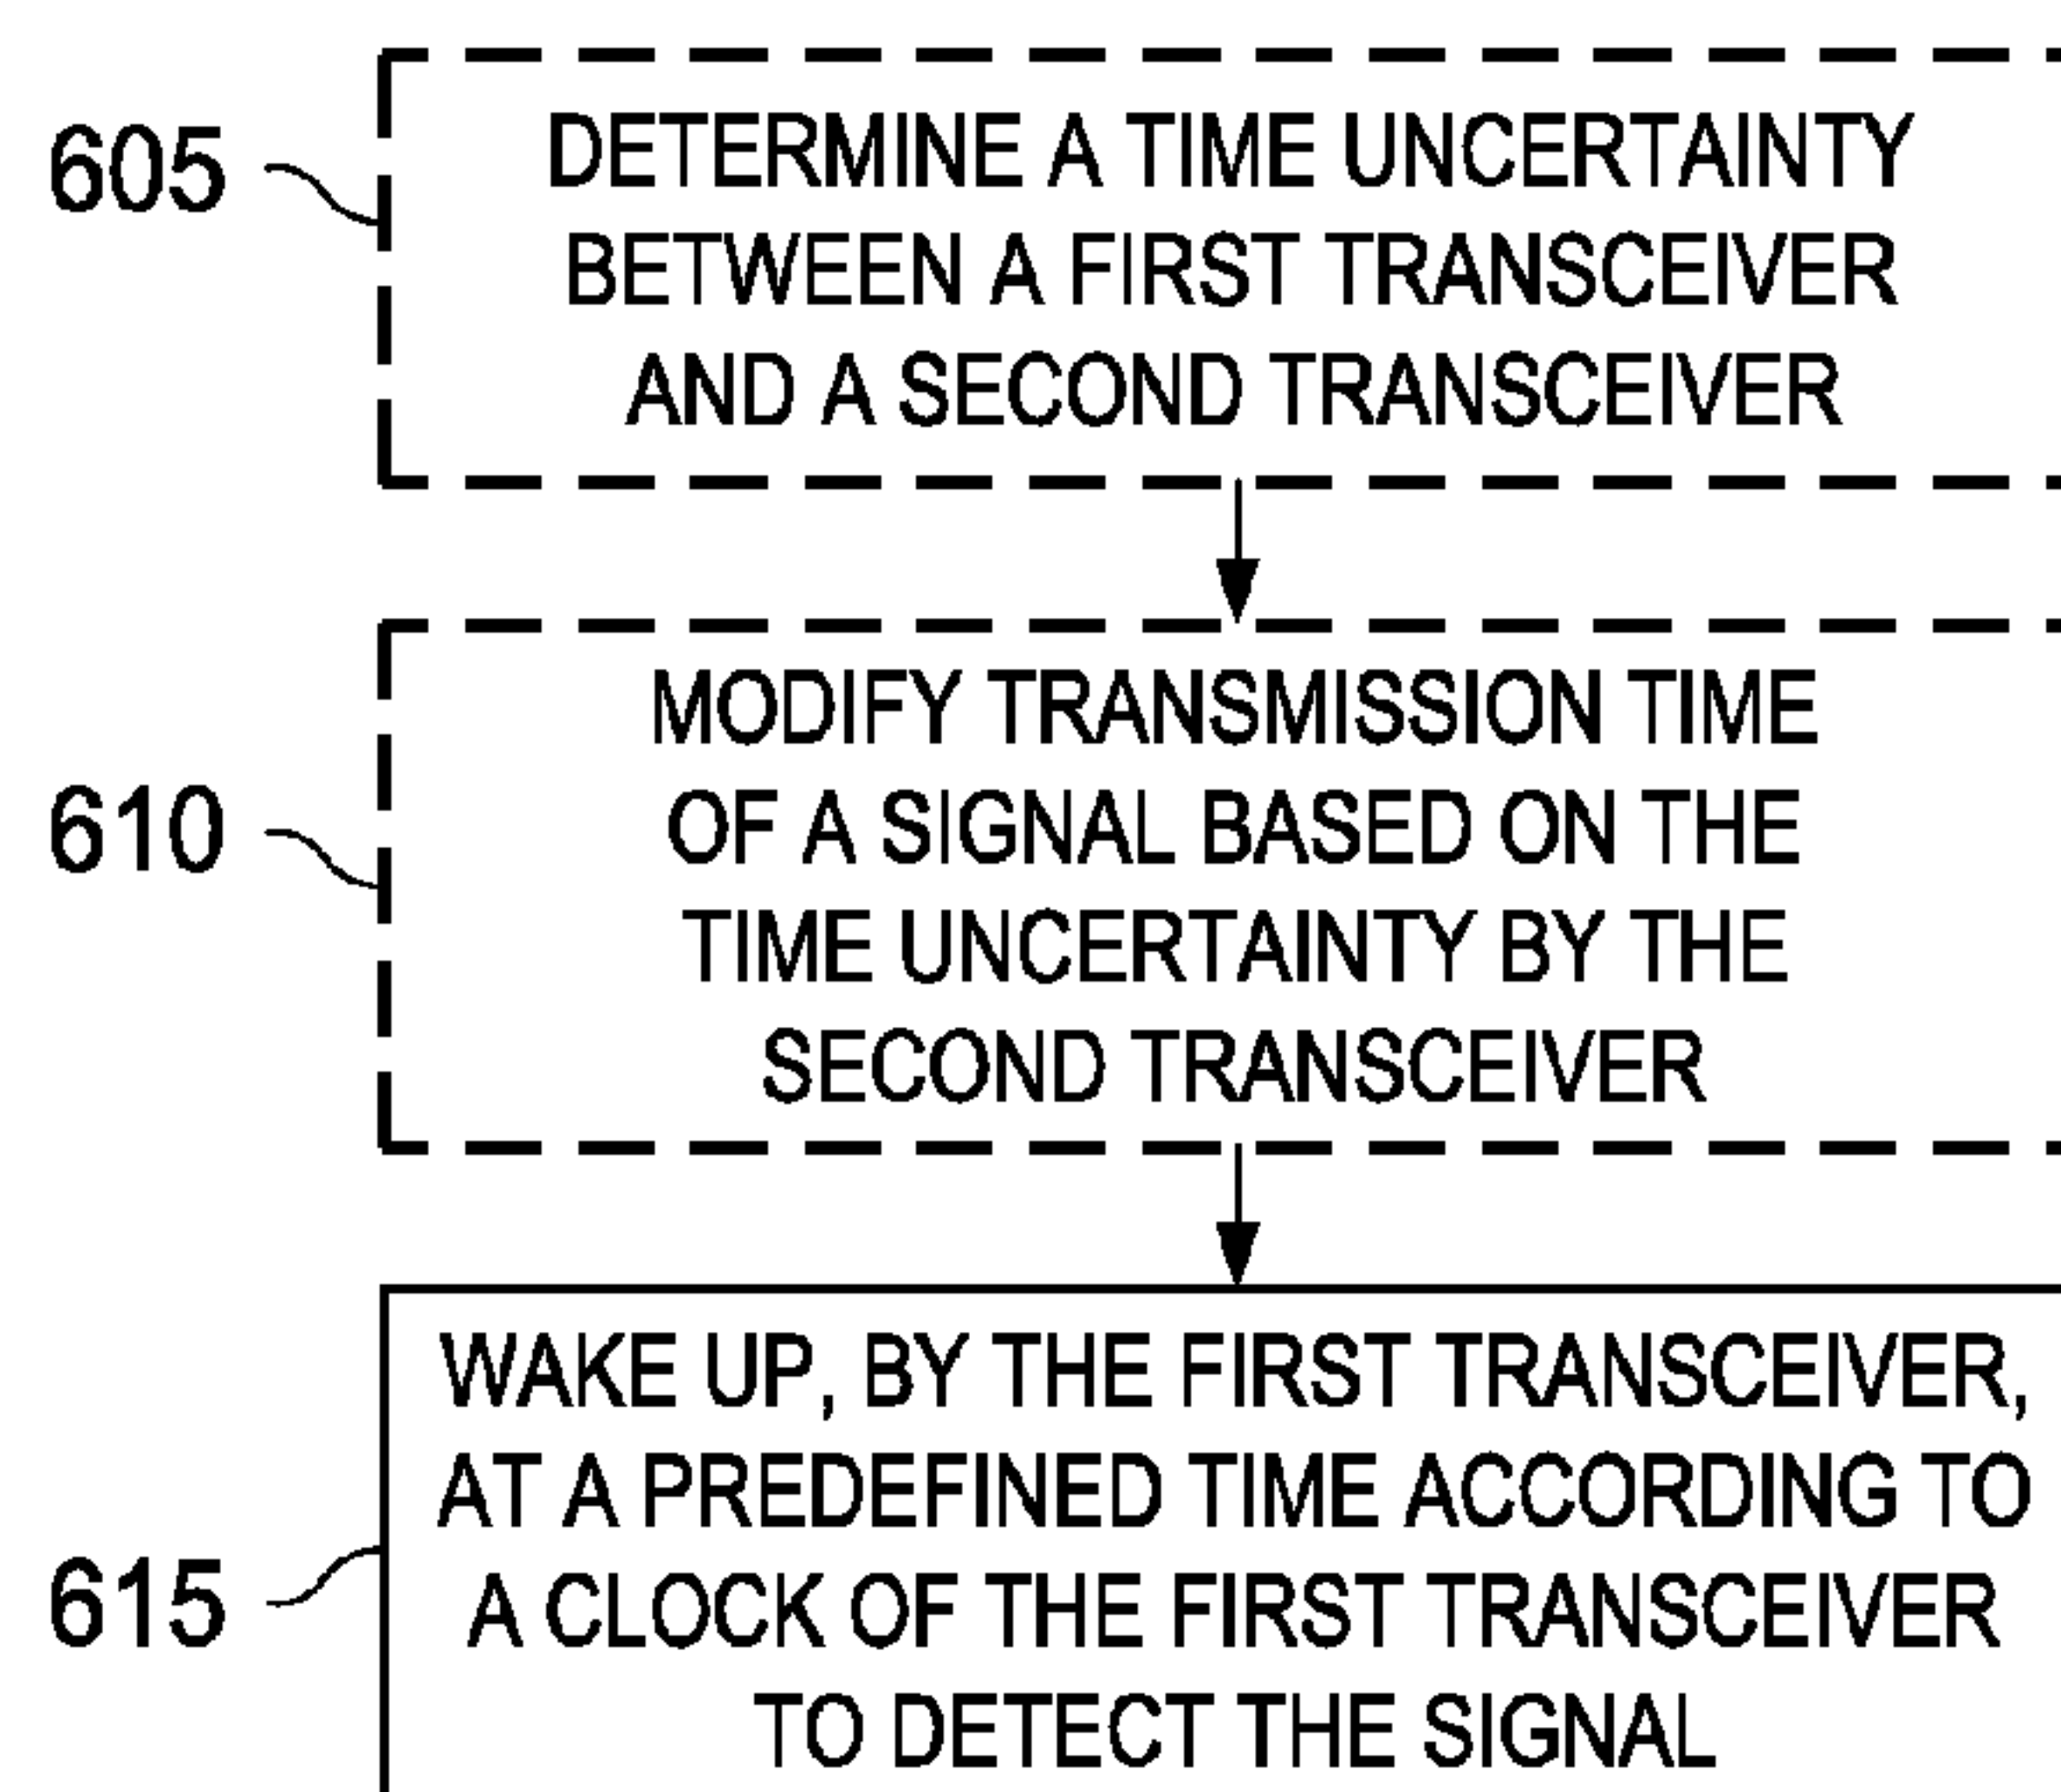 605
DETERMINE A TIME UNCERTAINTY
BETWEEN A FIRST TRANSCEIVER
AND A SECOND TRANSCEIVER
610
MODIFY TRANSMISSION TIME
OF A SIGNAL BASED ON THE
TIME UNCERTAINTY BY THE
SECOND TRANSCEIVER
615
WAKE UP, BY THE FIRST TRANSCEIVER,
AT A PREDEFINED TIME ACCORDING TO
A CLOCK OF THE FIRST TRANSCEIVER
TO DETECT THE SIGNAL